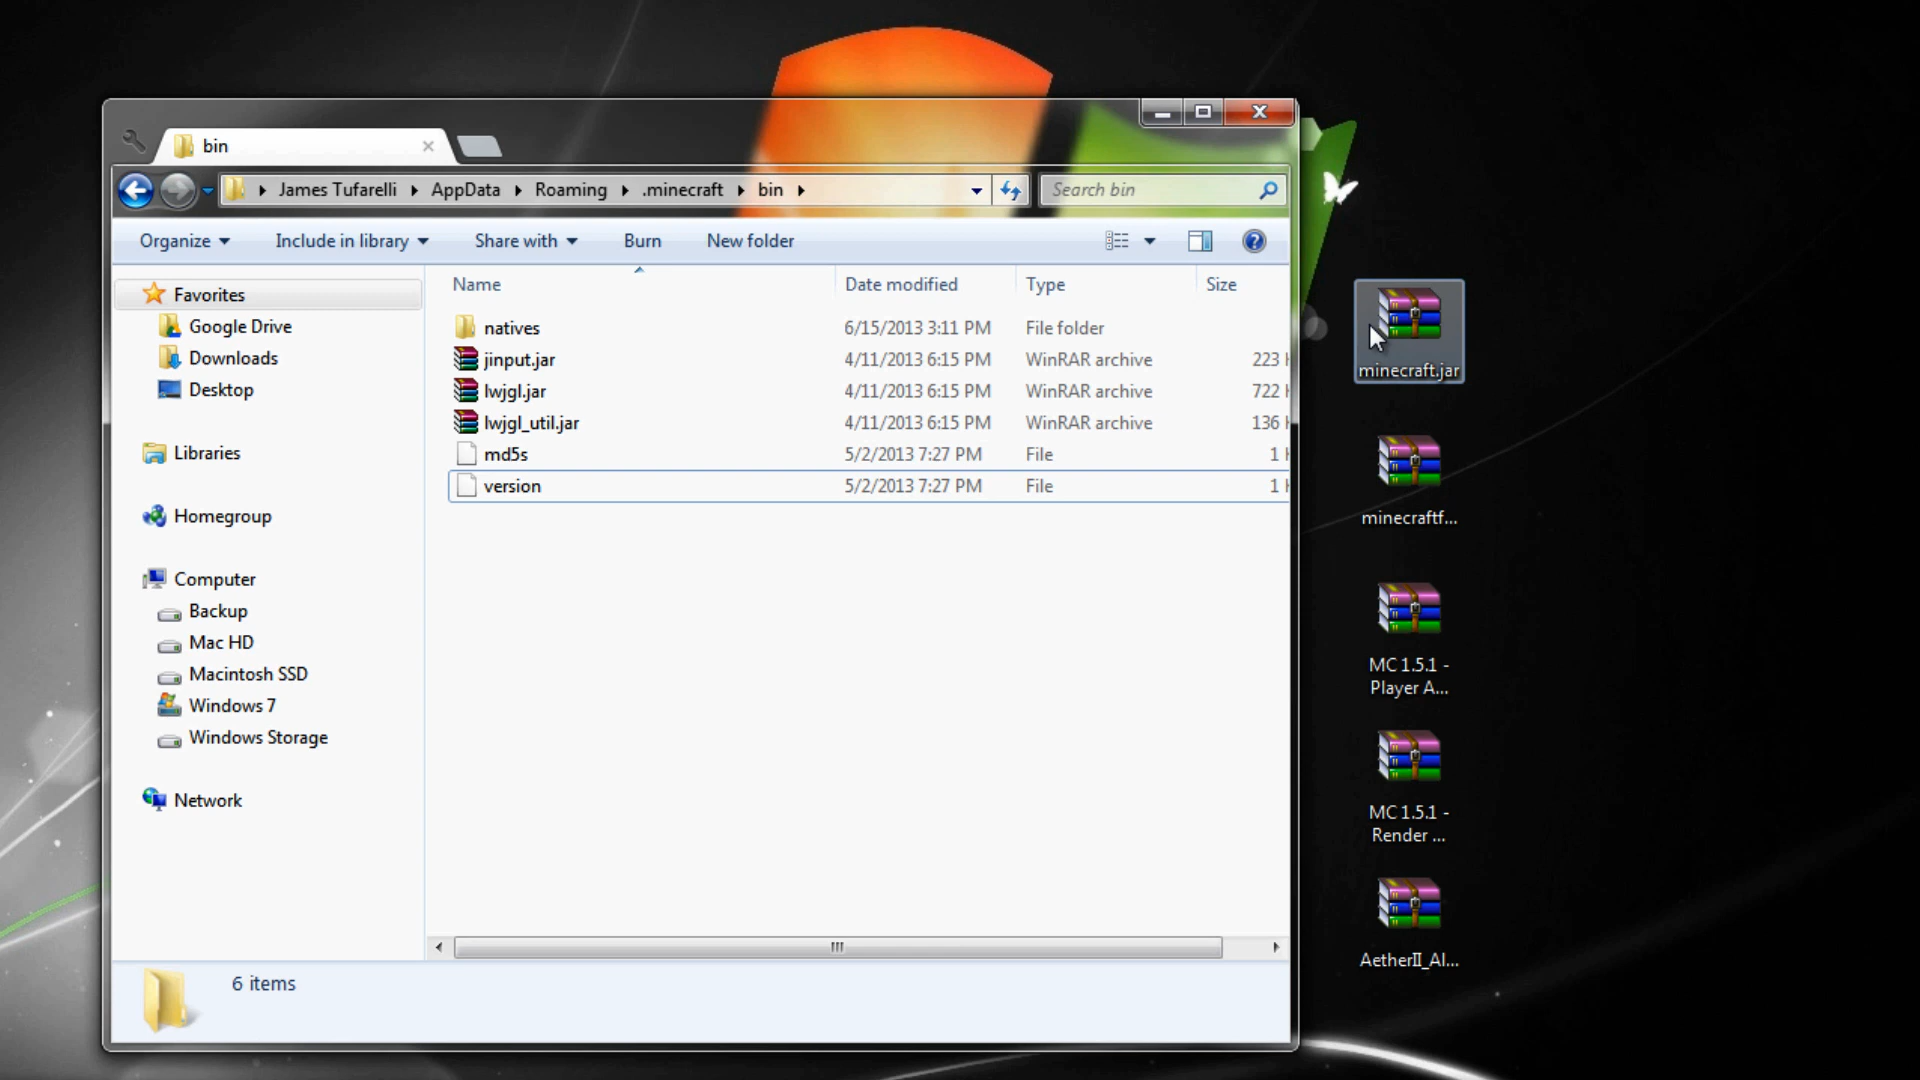 bin
James Tufarelli
AppData
Roaming
.minecraft
bin
Search bin
Organize
Include in library
Share with
Burn
New folder
Name
Date modified
Type
Size
Favorites
Google Drive
Downloads
Desktop
Libraries
Homegroup
Computer
Backup
Mac HD
Macintosh SSD
Windows 7
Windows Storage
Network
natives 6/15/2013 3:11 PM File folder
jinput.jar 4/11/2013 6:15 PM WinRAR archive 223
lwjgl.jar 4/11/2013 6:15 PM WinRAR archive 722
lwjgl_util.jar 4/11/2013 6:15 PM WinRAR archive 136
md5s 5/2/2013 7:27 PM File 1
version 5/2/2013 7:27 PM File 1
6 items
minecraft.jar
minecraftf...
MC 1.5.1 -
Player A...
MC 1.5.1 -
Render ...
AetherII_Al...